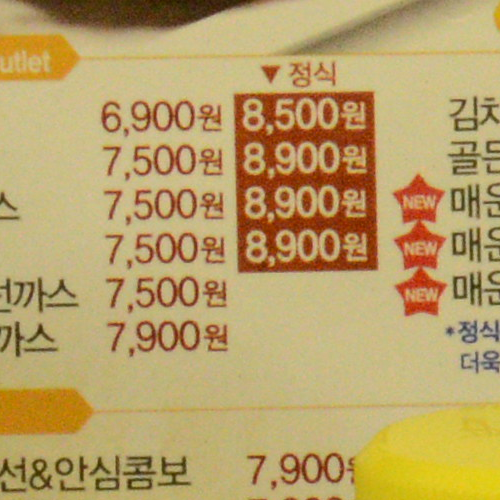 utlet
▼ 정식
6,900원 8,500원 김치
7,500원 8,900원 골든
스 7,500원 8,900원 NEW 매운
7,500원 8,900원 NEW 매운
까스 7,500원 NEW 매운
까스 7,900원 *정식
더욱
선&안심콤보 7,900원